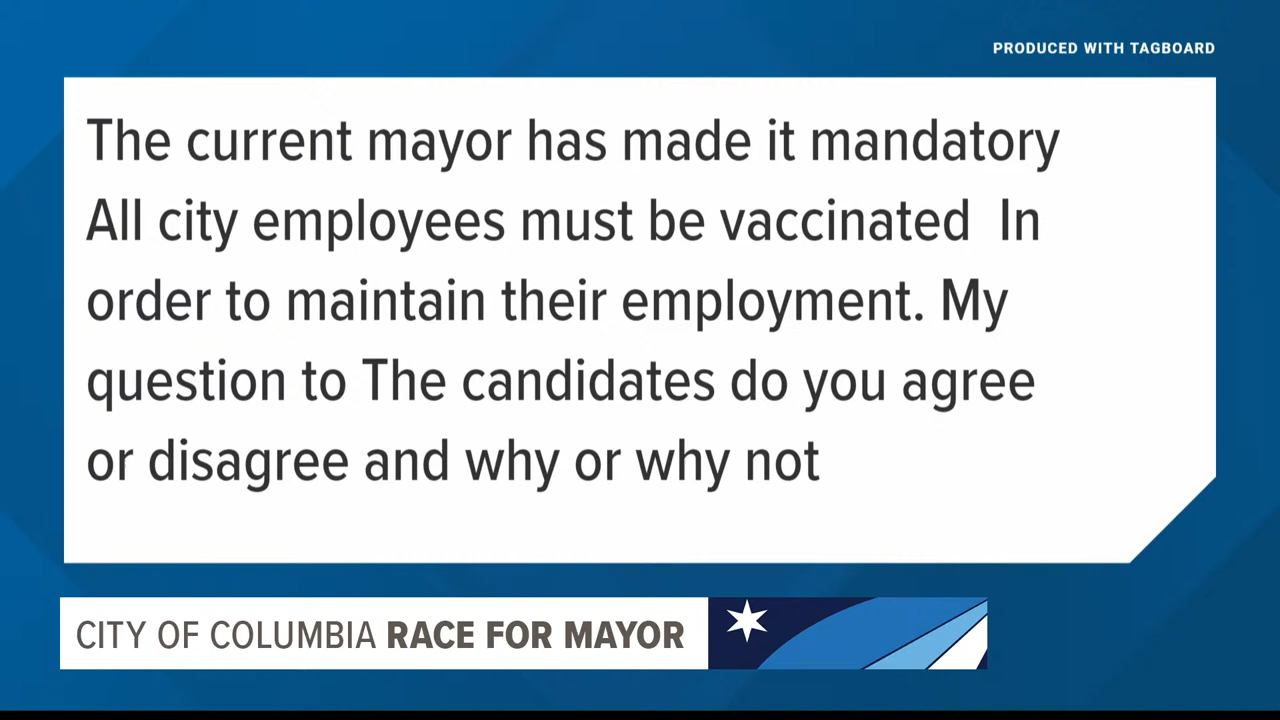 PRODUCED WITH TAGBOARD
The current mayor has made it mandatory
All city employees must be vaccinated  In
order to maintain their employment. My
question to The candidates do you agree
or disagree and why or why not
CITY OF COLUMBIA RACE FOR MAYOR